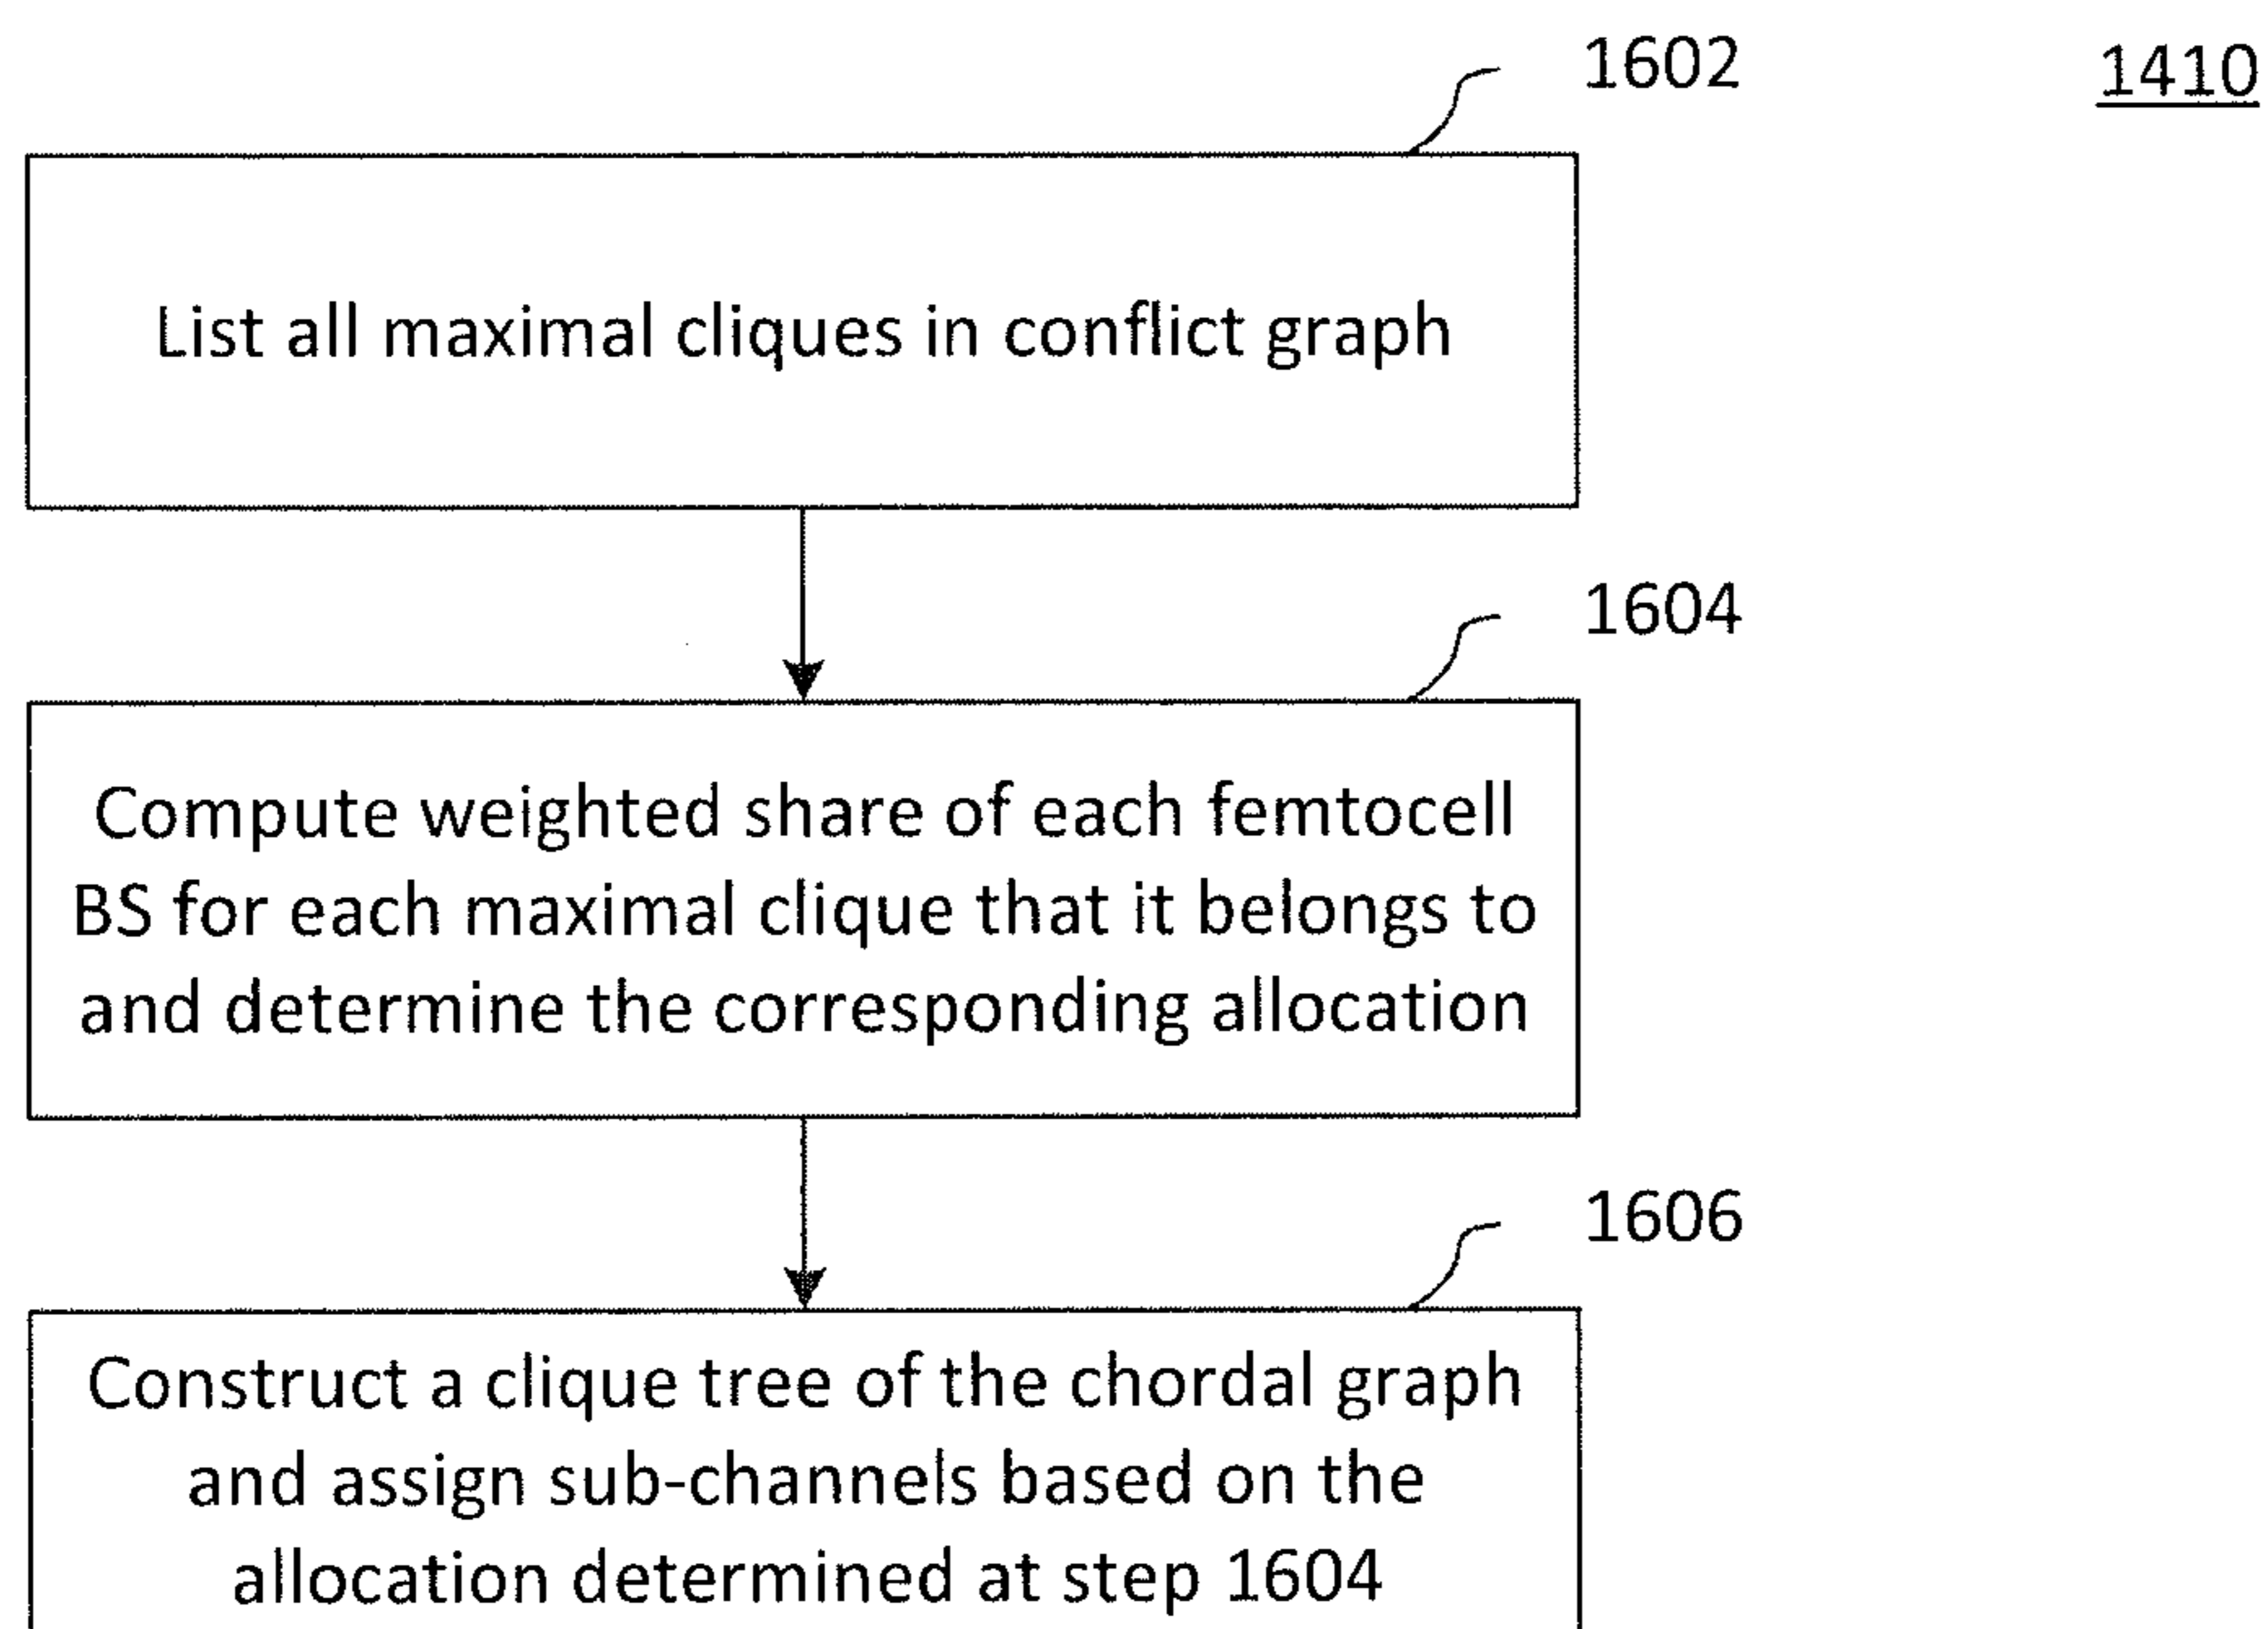 1602
1410
List all maximal cliques in conflict graph
1604
Compute weighted share of each femtocell
BS for each maximal clique that it belongs to
and determine the corresponding allocation
1606
Construct a clique tree of the chordal graph
and assign sub-channels based on the
allocation determined at step 1604